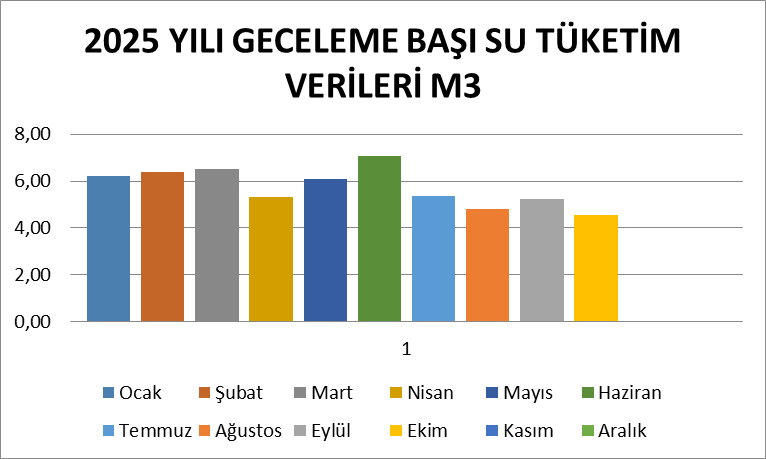 2025 YILI GECELEME BAŞI SU TÜKETİM
VERİLERİ M3
8,00
6,00
4,00
2,00
0,00
1
Ocak Şubat Mart Nisan Mayıs Haziran
Temmuz Ağustos Eylül Ekim Kasım Aralık